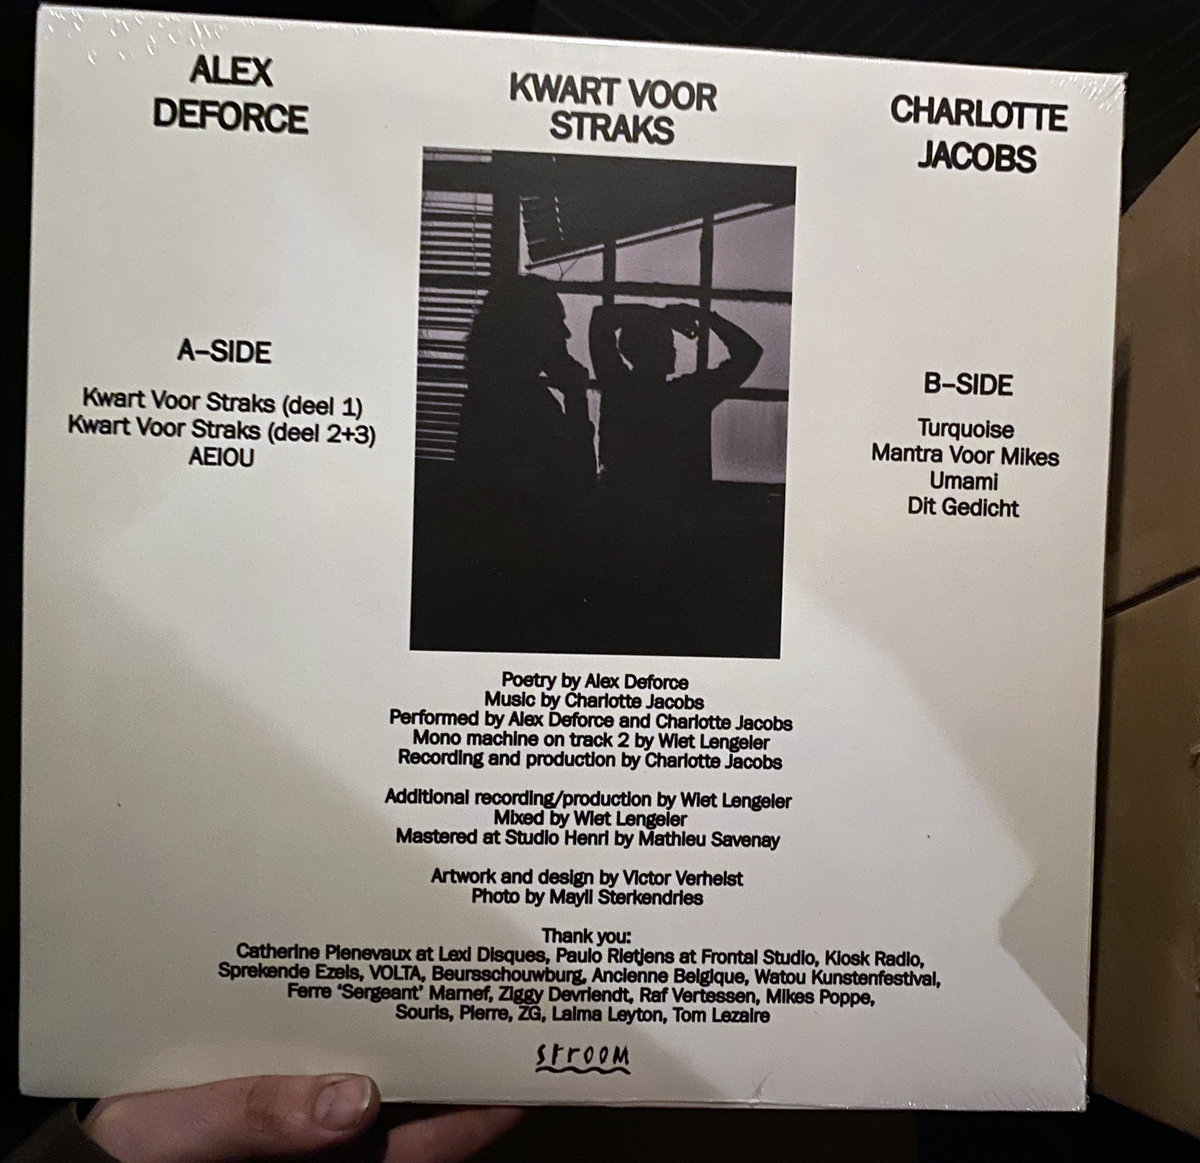 ALEX
DEFORCE
KWART VOOR
STRAKS
CHARLOTTE
JACOBS
A–SIDE
Kwart Voor Straks (deel 1)
Kwart Voor Straks (deel 2+3)
AEIOU
B–SIDE
Turquoise
Mantra Voor Mikes
Umami
Dit Gedicht
Poetry by Alex Deforce
Music by Charlotte Jacobs
Performed by Alex Deforce and Charlotte Jacobs
Mono machine on track 2 by Wiet Lengeler
Recording and production by Charlotte Jacobs
Additional recording/production by Wiet Lengeler
Mixed by Wiet Lengeler
Mastered at Studio Henri by Mathieu Savenay
Artwork and design by Victor Verhelst
Photo by Mayli Sterkendries
Thank you:
Catherine Plenevaux at Lexi Disques, Paulo Rietjens at Frontal Studio, Kiosk Radio,
Sprekende Ezels, VOLTA, Beursschouwburg, Ancienne Belgique, Watou Kunstenfestival,
Ferre ‘Sergeant’ Marnef, Ziggy Devriendt, Raf Vertessen, Mikes Poppe,
Souris, Pierre, ZG, Laima Leyton, Tom Lezaire
STROOM